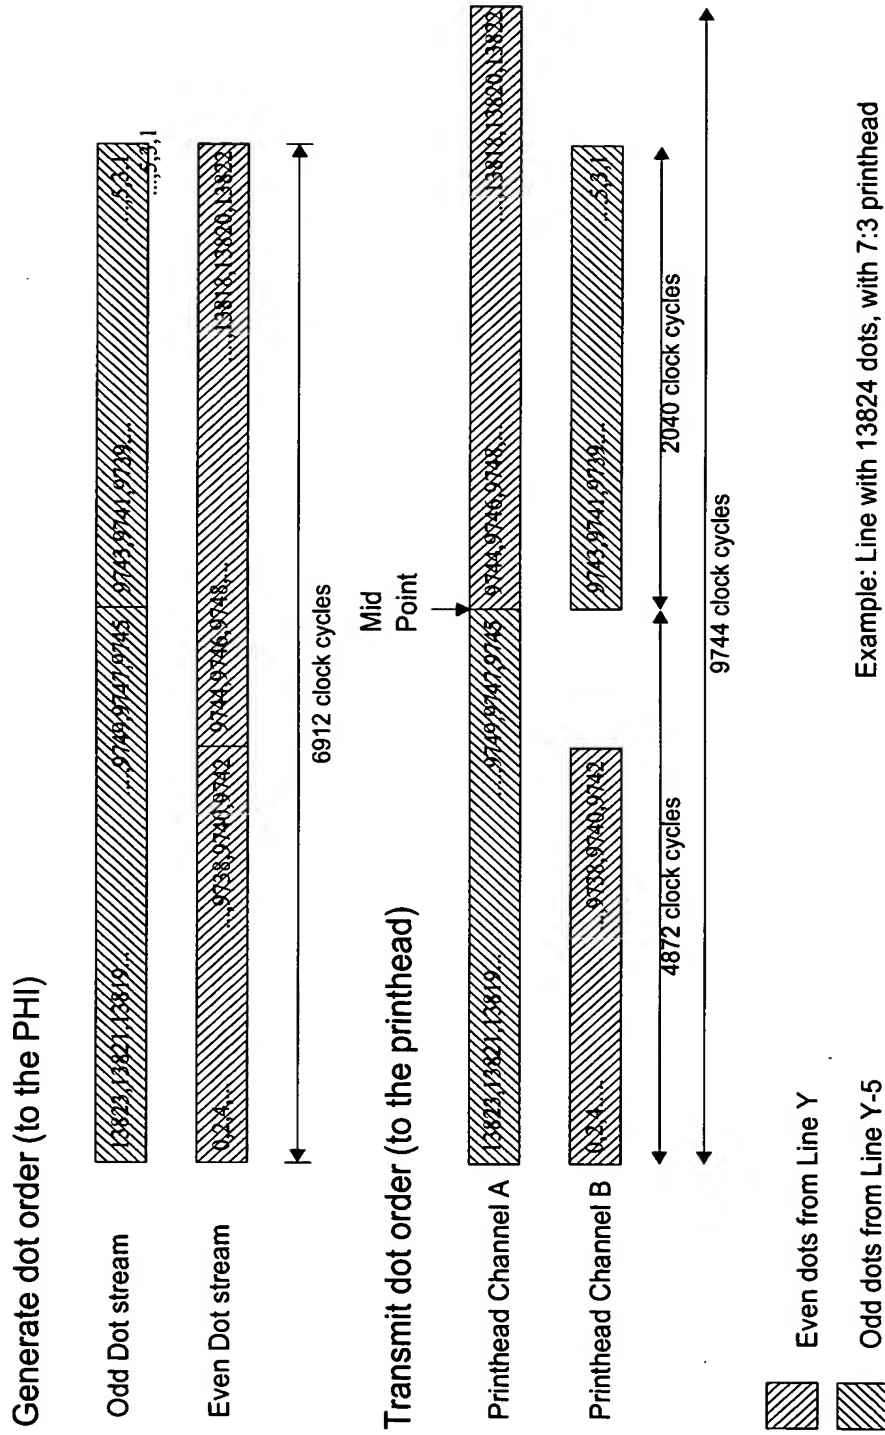 Generate dot order (to the PHI)
Odd Dot stream
13823,13821,13819... ....,9749,9747,9745 9743,9741,9739.... ...,5,3,1
...,5,3,1
Even Dot stream
0,2,4,... ...,9738,9740,9742 9744,9746,9748,... ....,13818,13820,13822
6912 clock cycles
Transmit dot order (to the printhead)
Mid
Point
Printhead Channel A
13823,13821,13819... ....,9749,9747,9745 9744,9746,9748,... ....,13818,13820,13822
Printhead Channel B
0,2,4,.... ...,9738,9740,9742 9743,9741,9739,.... ....5,3,1
4872 clock cycles
2040 clock cycles
9744 clock cycles
Even dots from Line Y
Odd dots from Line Y-5
Example: Line with 13824 dots, with 7:3 printhead